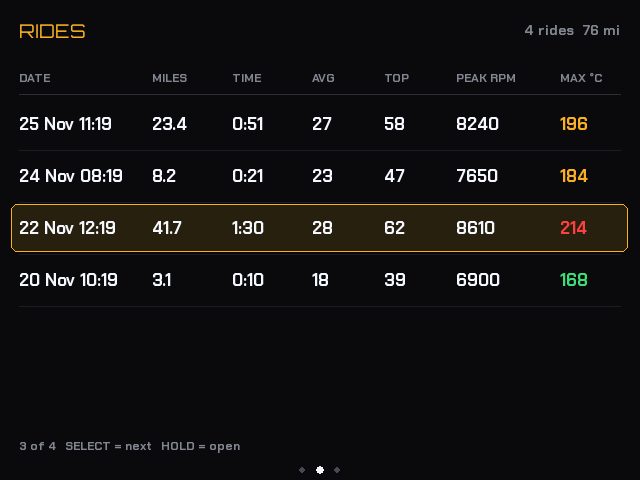 RIDES 4 rides 76 mi
DATE MILES TIME AVG TOP PEAK RPM MAX °C
25 Nov 11:19 23.4 0:51 27 58 8240 196
24 Nov 08:19 8.2 0:21 23 47 7650 184
22 Nov 12:19 41.7 1:30 28 62 8610 214
20 Nov 10:19 3.1 0:10 18 39 6900 168
3 of 4 SELECT = next HOLD = open